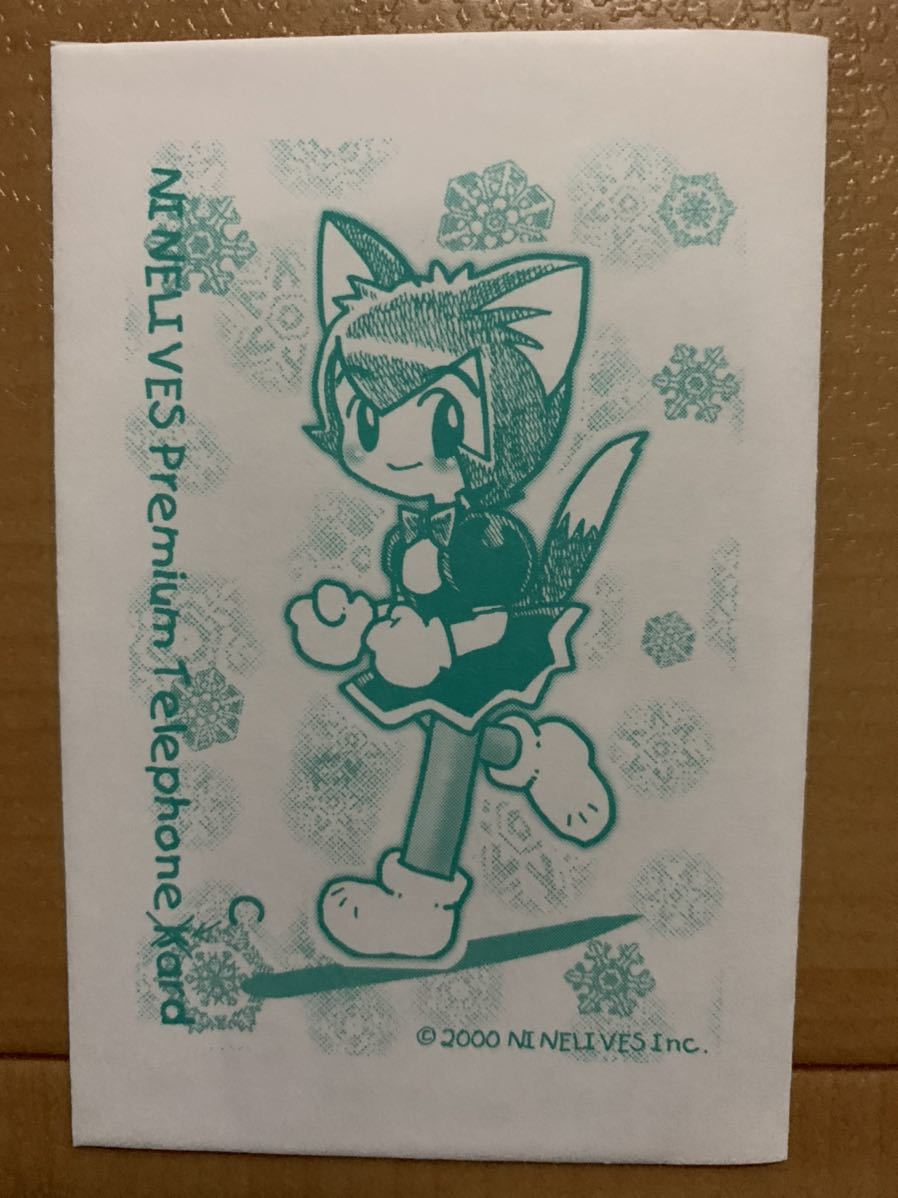 NINELIVES Premium Telephone Kard
C
© 2000 NINELIVES Inc.